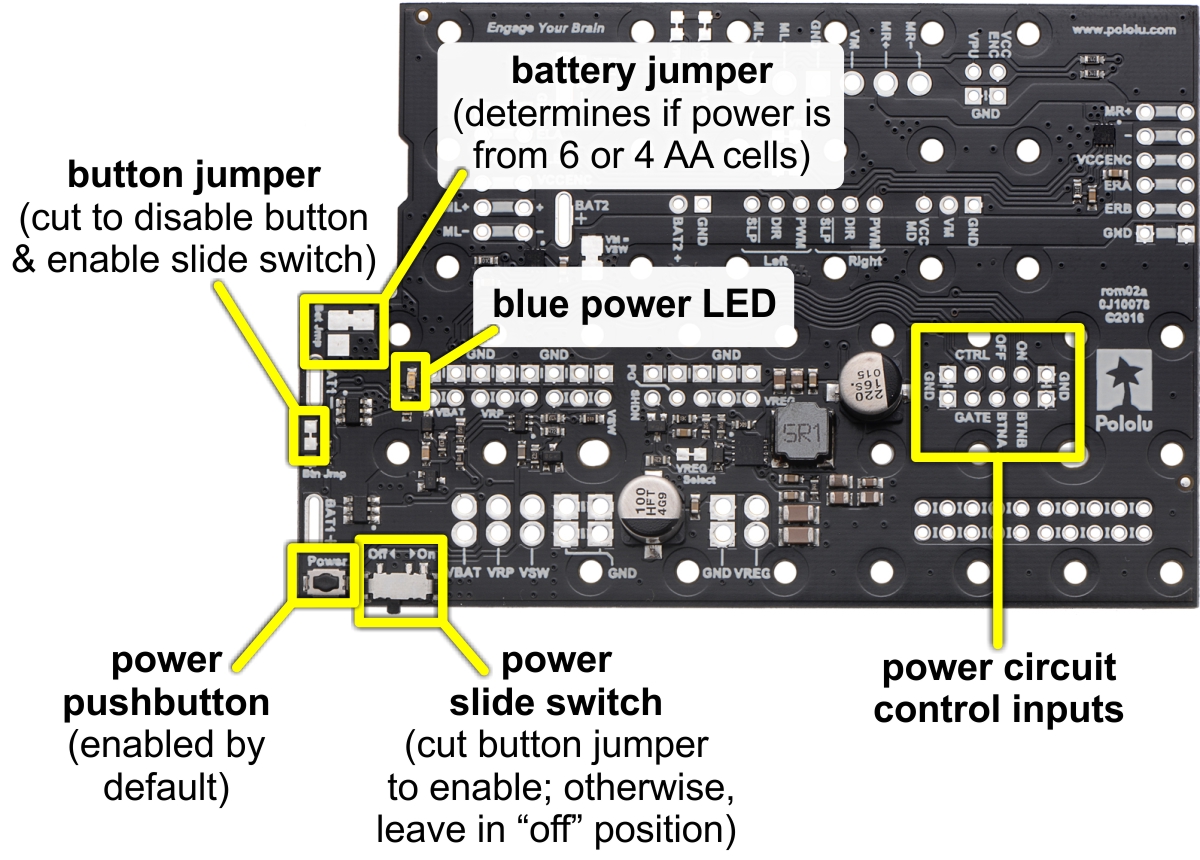 Engage Your Brain
www.pololu.com
GND
VM
MR+
MR-
VPU
ENC
VCC
GND
battery jumper
(determines if power is
from 6 or 4 AA cells)
MR+
-
VCCENC
ERA
ERB
GND
button jumper
(cut to disable button
& enable slide switch)
ML+ +
ML- -
BAT2
+
VM =
VSW
BAT2 +
GND
SLP
DIR
PWM
SLP
DIR
PWM
Left Right
MD
VCC
VM
GND
rom02a
0J10078
©2016
blue power LED
Bat Jmp
GND GND GND
CTRL OFF ON
GND GND
GATE BTNA BTNB
Pololu
BAT1 -
VBAT VRP VSW
PG
SHDN
VREG
220
16s.
015
5R1
VREG
Select
Btn Jmp
100
HFT
4G9
BAT1+
Power
Off On
VBAT VRP VSW GND GND VREG
power
pushbutton
(enabled by
default)
power
slide switch
(cut button jumper
to enable; otherwise,
leave in “off” position)
power circuit
control inputs